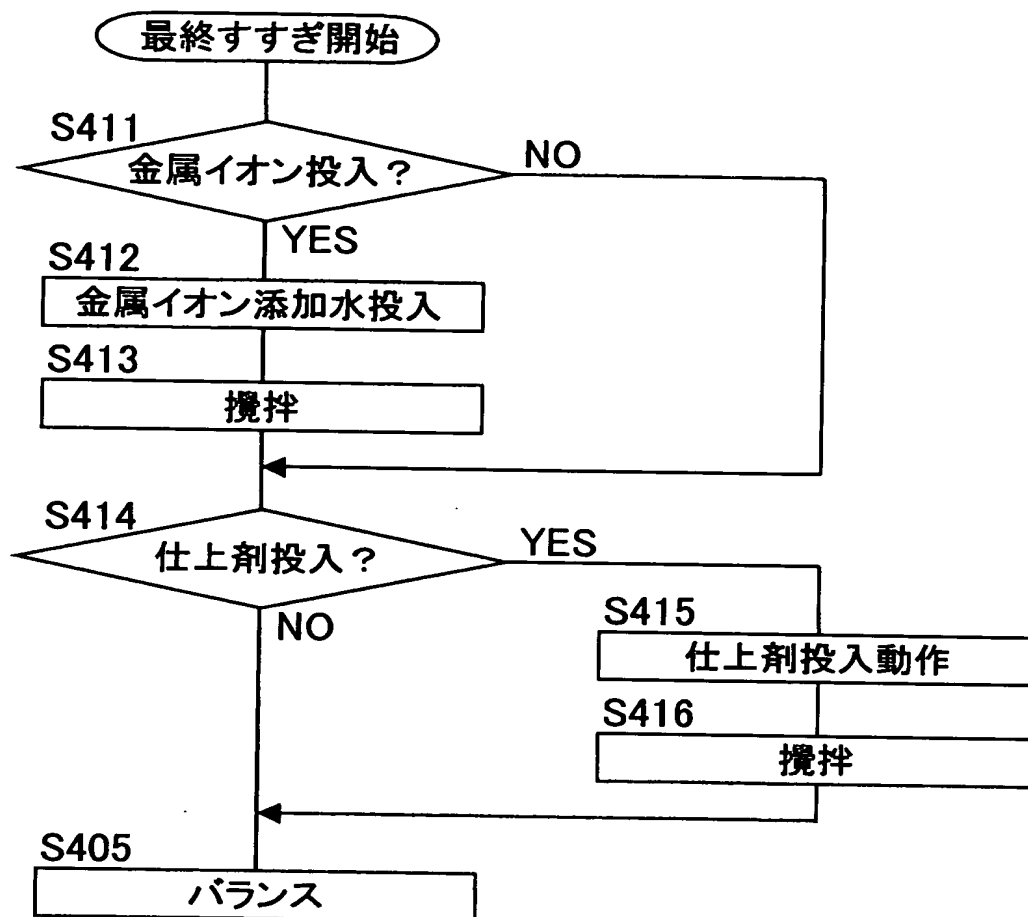 最終すすぎ開始
S411
金属イオン投入?
NO
YES
S412
金属イオン添加水投入
S413
攪拌
S414
仕上剤投入?
YES
NO
S415
仕上剤投入動作
S416
攪拌
S405
バランス